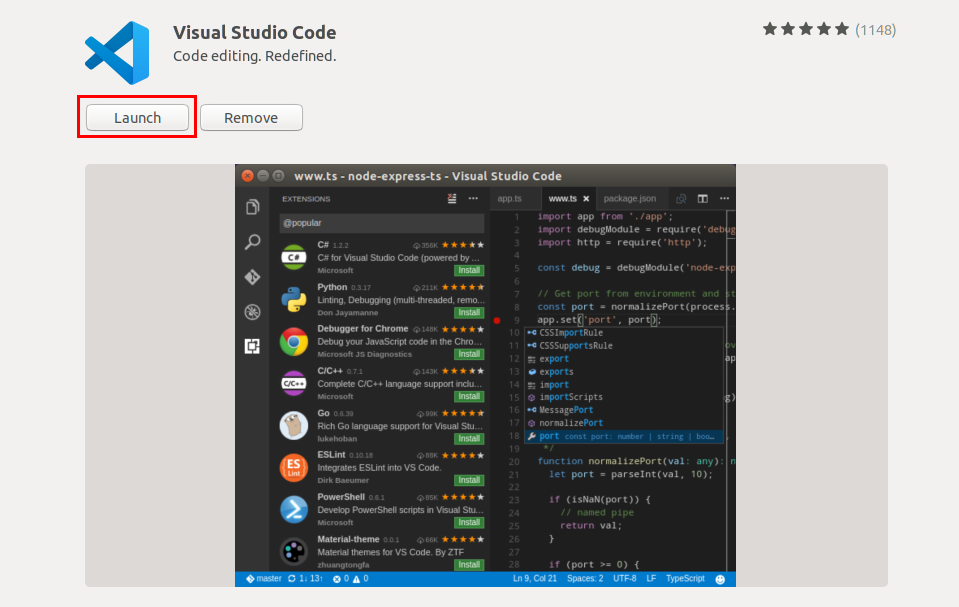 Visual Studio Code
(1148)
Code editing. Redefined.
Launch
Remove
www.ts - node-express-ts - Visual Studio Code
EXTENSIONS
@popular
C# 1.2.2 356K
C# for Visual Studio Code (powered by ...
Microsoft Install
Python 0.3.17 211K
Linting, Debugging (multi-threaded, remo...
Don Jayamanne Install
Debugger for Chrome 148K
Debug your JavaScript code in the Chro...
Microsoft JS Diagnostics Install
C/C++ 0.7.1 143K
Complete C/C++ language support inclu...
Microsoft Install
Go 0.6.39 99K
Rich Go language support for Visual Stu...
lukehoban Install
ESLint 0.10.18 88K
Integrates ESLint into VS Code.
Dirk Baeumer Install
PowerShell 0.6.1 85K
Develop PowerShell scripts in Visual Stu...
Microsoft Install
Material-theme 0.0.1 66K
Material themes for VS Code. By ZTF
zhuangtongfa Install
C#
C/C++
ES
Lint
app.ts www.ts package.json
1 import app from './app';
2 import debugModule = require('debug
3 import http = require('http');
4
5 const debug = debugModule('node-exp
6
7 // Get port from environment and st
8 const port = normalizePort(process.
9 app.set('port', port);
10 CSSImportRule
11 CSSSupportsRule
12 export
13 exports
14 import
15 importScripts
16 MessagePort
17 normalizePort
18 port const port: number | string | boo...
19 */
20 function normalizePort(val: any): n
21 let port = parseInt(val, 10);
22
23 if (isNaN(port)) {
24 // named pipe
25 return val;
26 }
27
28 if (port >= 0) {
master 1↓ 13↑ 0 0
Ln 9, Col 21 Spaces: 2 UTF-8 LF TypeScript